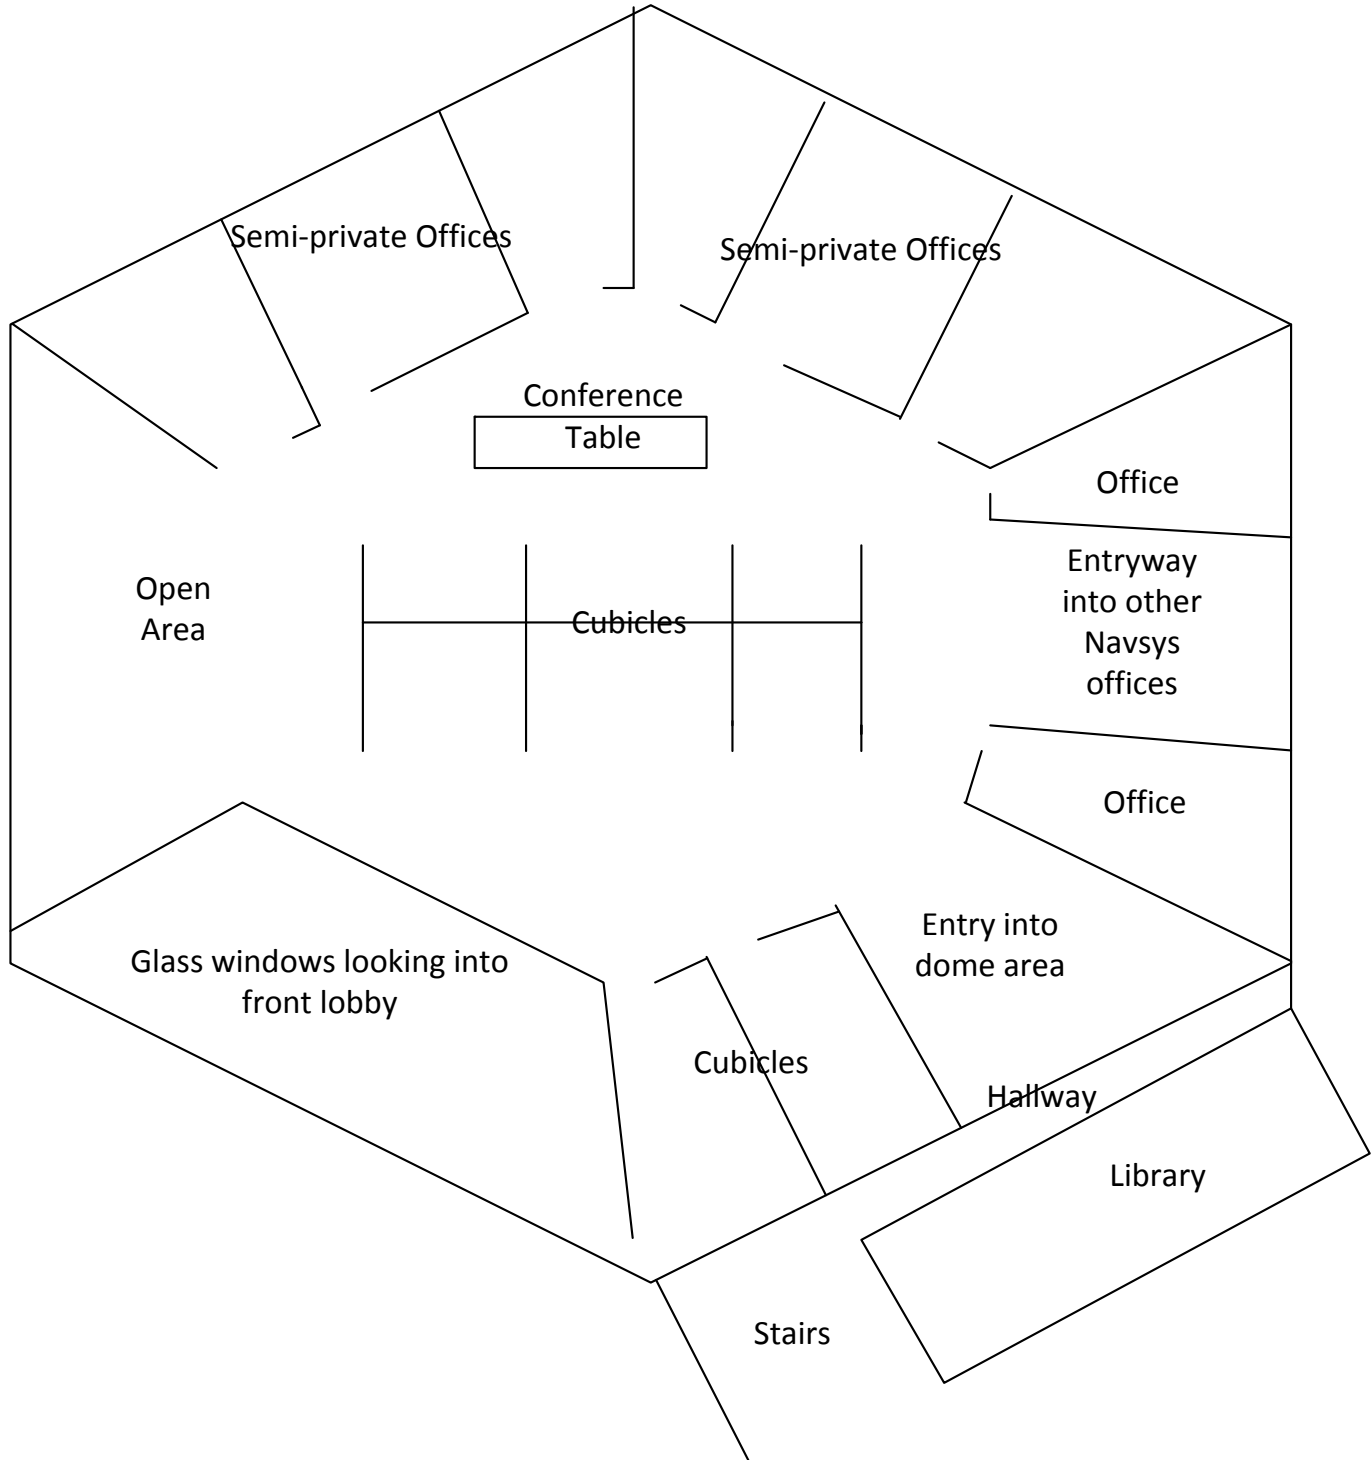 Semi-private Offices
Semi-private Offices
Conference
Table
Office
Entryway
into other
Navsys
offices
Open
Area
Cubicles
Office
Entry into
dome area
Glass windows looking into
front lobby
Cubicles
Hallway
Library
Stairs